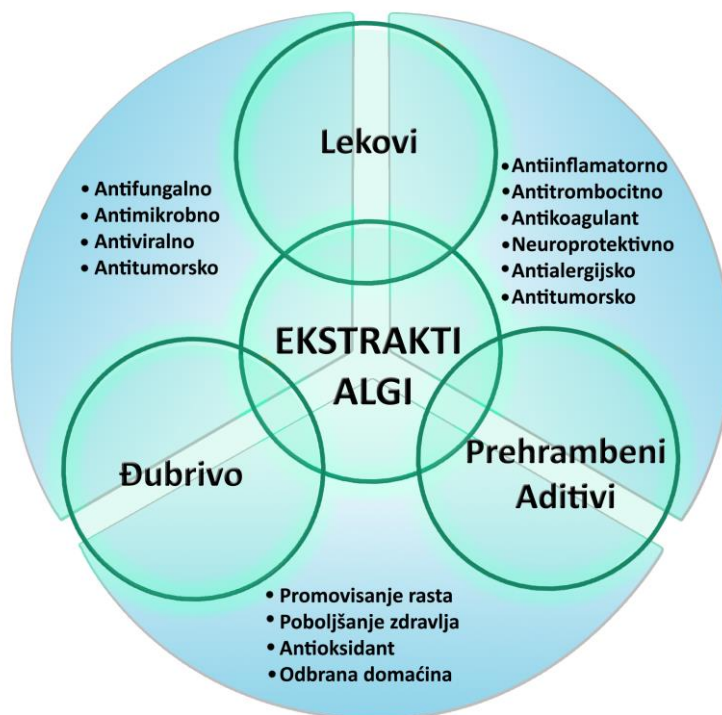 Lekovi
• Antifungalno
• Antimikrobno
• Antiviralno
• Antitumorsko
• Antiinflamatorno
• Antitrombocitno
• Antikoagulant
• Neuroprotektivno
• Antialergijsko
• Antitumorsko
EKSTRAKTI
ALGI
Đubrivo
Prehrambeni
Aditivi
• Promovisanje rasta
• Poboljšanje zdravlja
• Antioksidant
• Odbrana domaćina